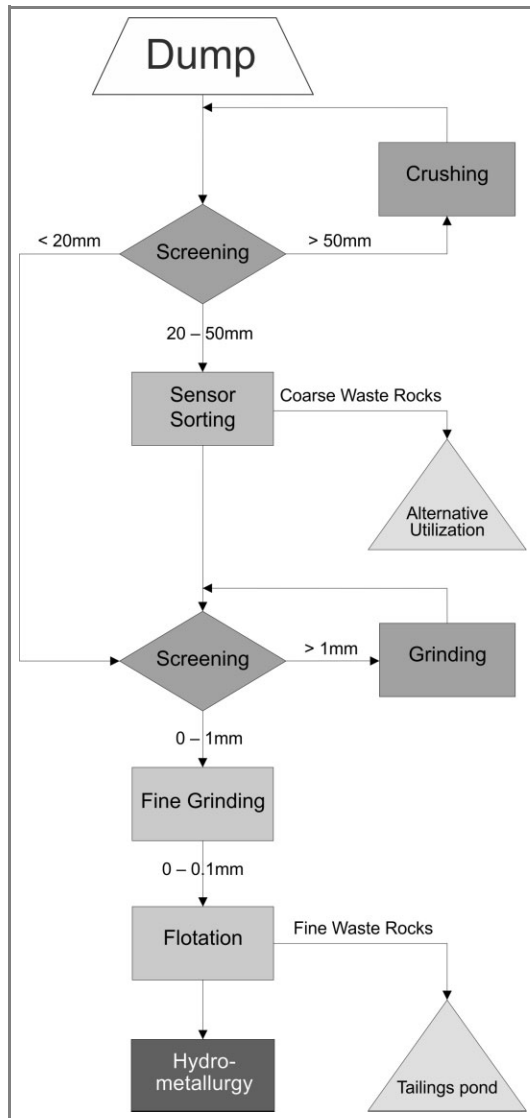 Dump
Crushing
< 20mm
Screening
> 50mm
20 – 50mm
Sensor
Sorting
Coarse Waste Rocks
Alternative
Utilization
Screening
> 1mm
Grinding
0 – 1mm
Fine Grinding
0 – 0.1mm
Flotation
Fine Waste Rocks
Hydro-
metallurgy
Tailings pond